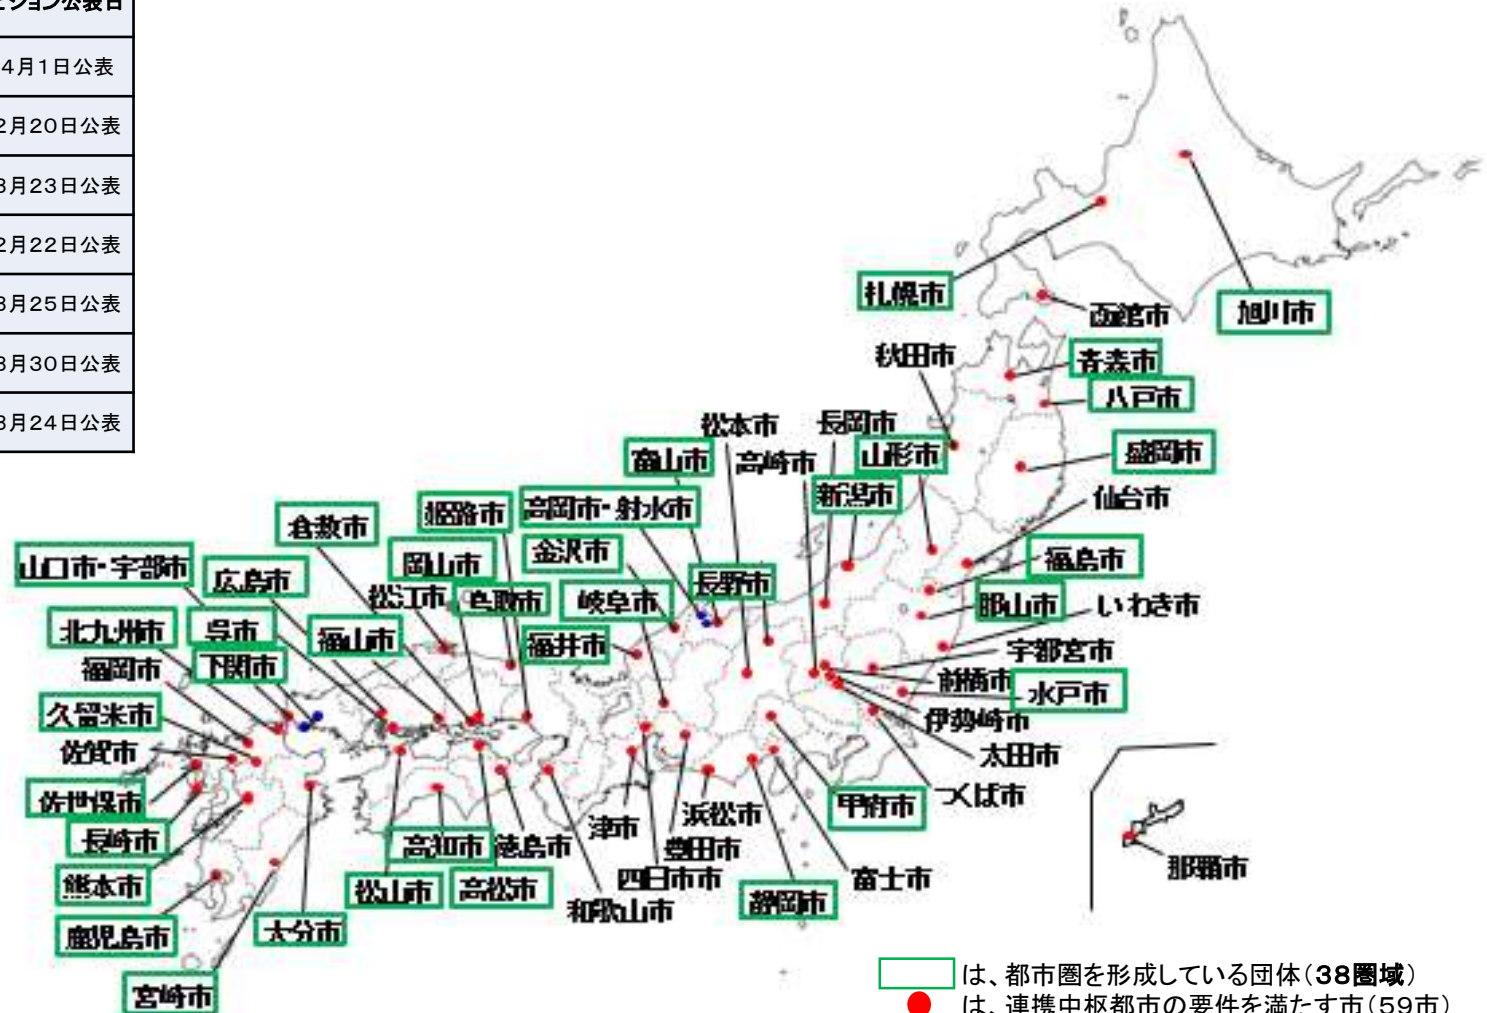 ビジョン公表日
4月1日公表
2月20日公表
3月23日公表
2月22日公表
3月25日公表
3月30日公表
3月24日公表
札幌市
函館市
旭川市
秋田市
青森市
八戸市
松本市
長岡市
富山市
高崎市
山形市
盛岡市
新潟市
仙台市
倉敷市
姫路市
高岡市・射水市
山口市・宇部市
広島市
岡山市
金沢市
福島市
松江市
鳥取市
岐阜市
長野市
郡山市
いわき市
北九州市
呉市
福山市
福井市
宇都宮市
福岡市
下関市
前橋市
水戸市
久留米市
伊勢崎市
佐賀市
太田市
佐世保市
つくば市
長崎市
高知市
徳島市
津市
浜松市
甲府市
豊田市
熊本市
松山市
高松市
四日市市
富士市
那覇市
和歌山市
静岡市
鹿児島市
大分市
宮崎市
は、都市圏を形成している団体(38圏域)
は、連携中枢都市の要件を満たす市(59市)